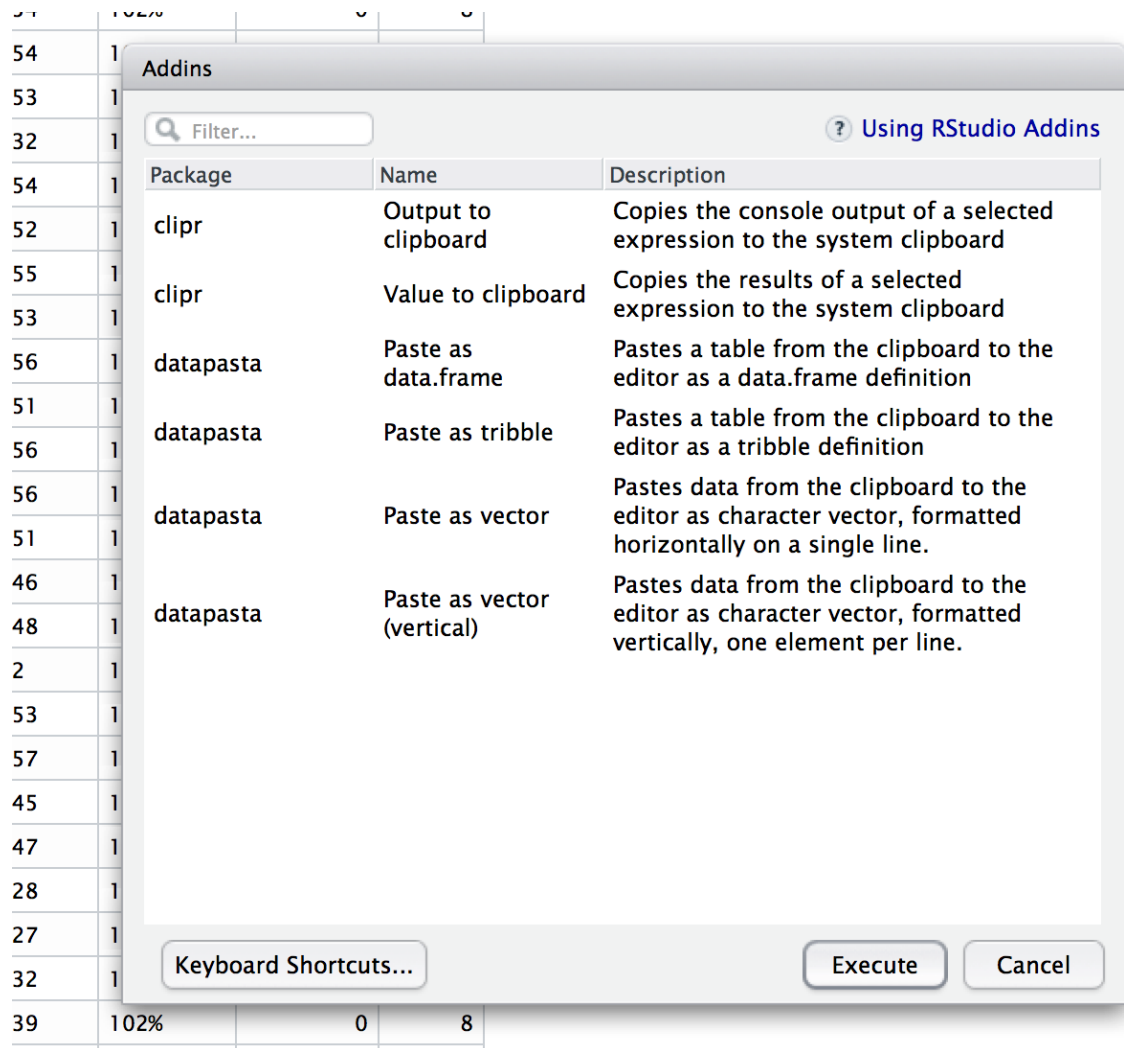 54
Addins
53
Filter...
? Using RStudio Addins
32
54
Package Name Description
52
clipr
Output to
clipboard
Copies the console output of a selected
expression to the system clipboard
55
53
clipr
Value to clipboard
Copies the results of a selected
expression to the system clipboard
56
datapasta
Paste as
data.frame
Pastes a table from the clipboard to the
editor as a data.frame definition
51
56
datapasta
Paste as tribble
Pastes a table from the clipboard to the
editor as a tribble definition
56
51
datapasta
Paste as vector
Pastes data from the clipboard to the
editor as character vector, formatted
horizontally on a single line.
46
48
datapasta
Paste as vector
(vertical)
Pastes data from the clipboard to the
editor as character vector, formatted
vertically, one element per line.
2
53
57
45
47
28
27
32
Keyboard Shortcuts...
Execute
Cancel
39 102% 0 8